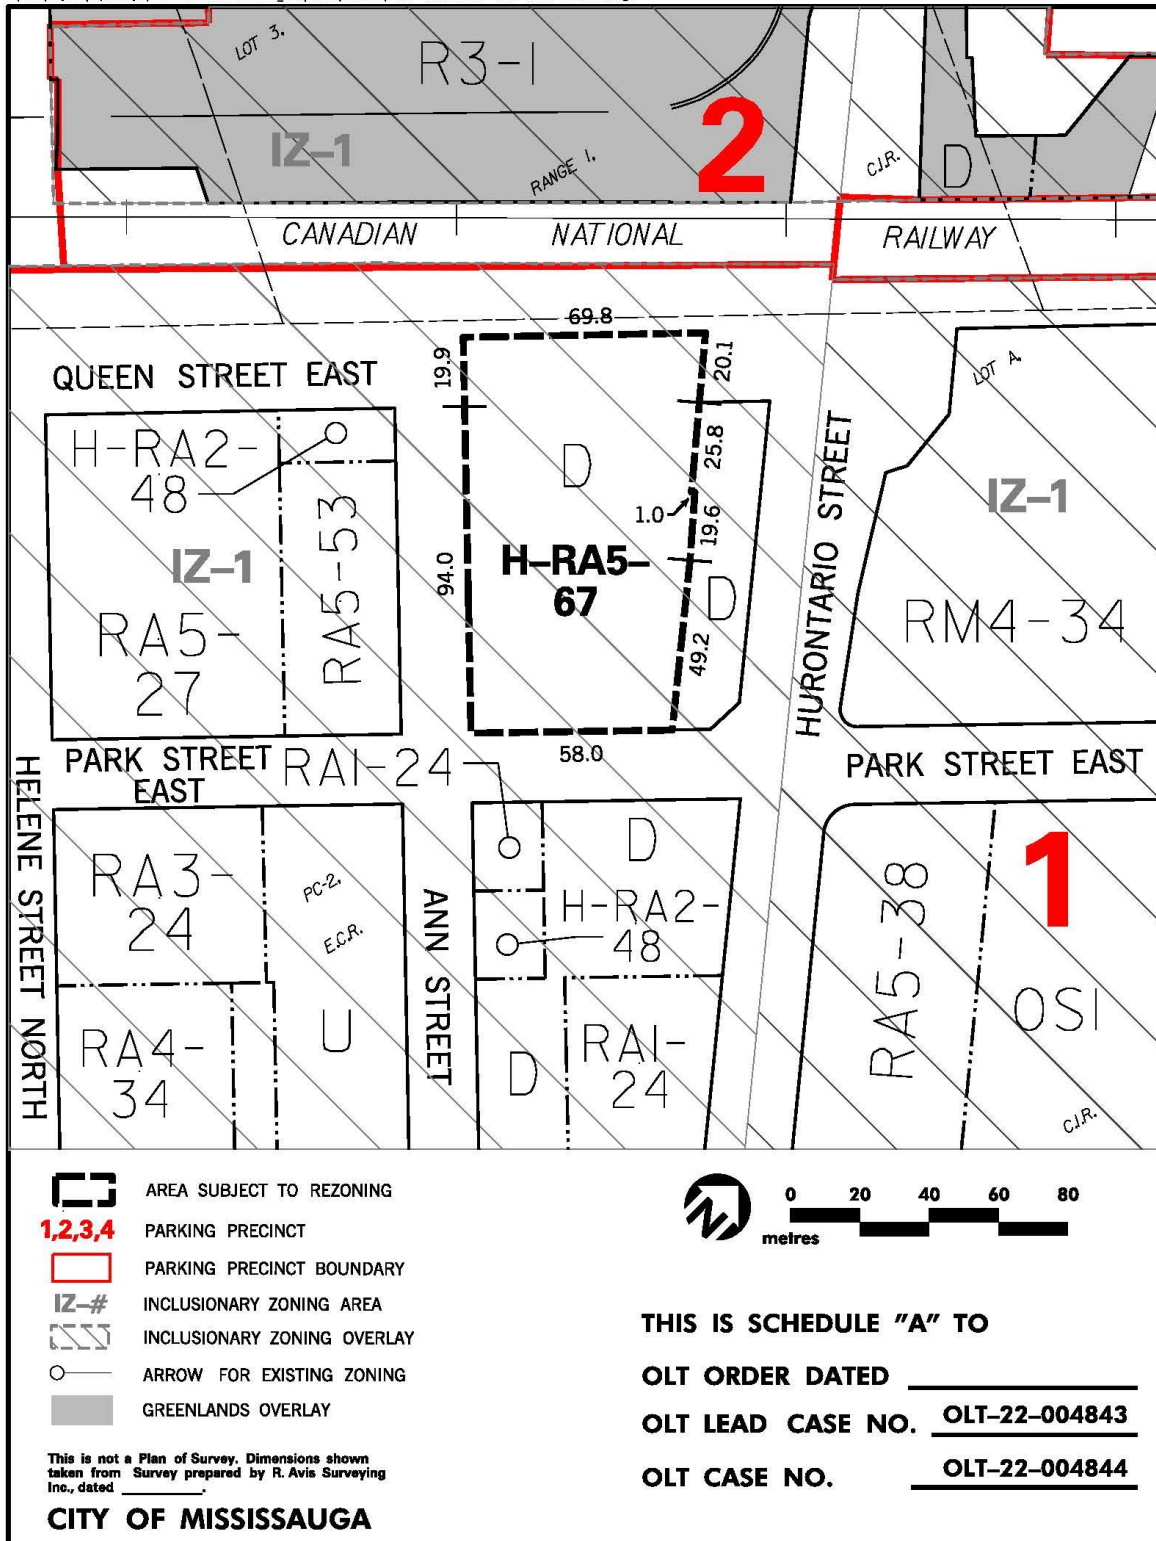 LOT 3.
R3-1
2
IZ-1
RANGE 1.
C.I.R.
D
CANADIAN NATIONAL RAILWAY
69.8
19.9
20.1
QUEEN STREET EAST
LOT A.
H-RA2-
48
D
25.8
HURONTARIO STREET
IZ-1
RA5-53
1.0
19.6
IZ-1
94.0
H-RA5-
67
D
RA5-
27
RM4-34
49.2
58.0
PARK STREET
EAST
RA1-24
PARK STREET EAST
HELENE STREET NORTH
RA3-
24
PC-2.
E.C.R.
ANN STREET
D
H-RA2-
48
RA5-38
1
OS1
RA4-
34
U
D
RA1-
24
C.I.R.
AREA SUBJECT TO REZONING
1,2,3,4 PARKING PRECINCT
PARKING PRECINCT BOUNDARY
IZ-# INCLUSIONARY ZONING AREA
INCLUSIONARY ZONING OVERLAY
ARROW FOR EXISTING ZONING
GREENLANDS OVERLAY
This is not a Plan of Survey. Dimensions shown
taken from Survey prepared by R. Avis Surveying
Inc., dated __________.
CITY OF MISSISSAUGA
N
0 20 40 60 80
metres
THIS IS SCHEDULE "A" TO
OLT ORDER DATED __________
OLT LEAD CASE NO. OLT-22-004843
OLT CASE NO. OLT-22-004844